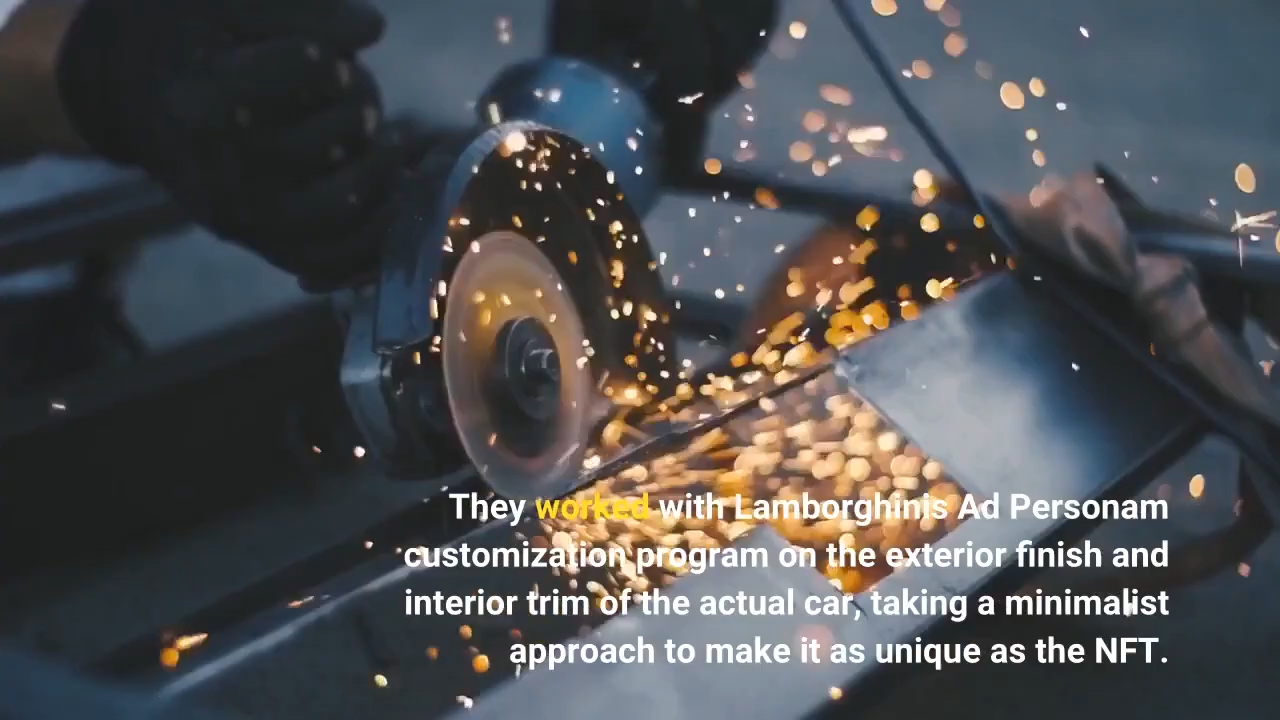 They worked with Lamborghinis Ad Personam
customization program on the exterior finish and
interior trim of the actual car, taking a minimalist
approach to make it as unique as the NFT.